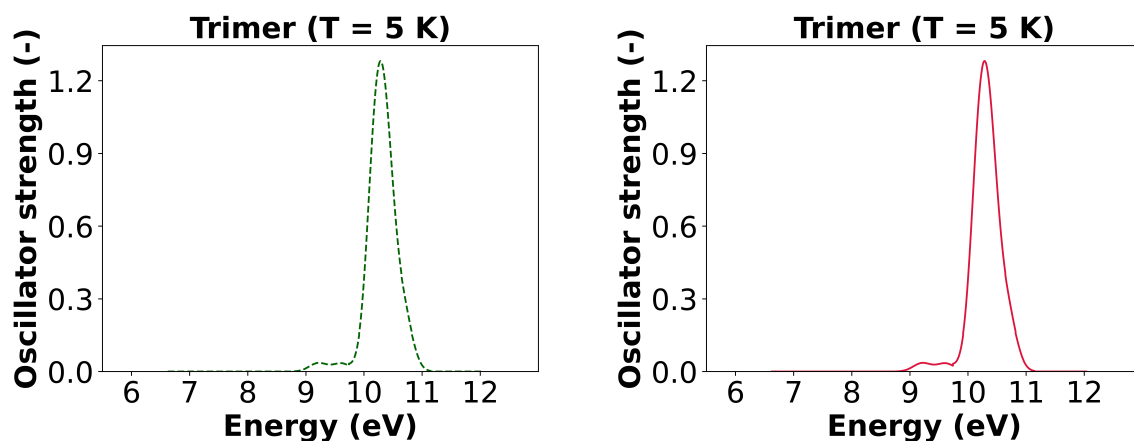 Trimer (T = 5 K)
Oscillator strength (-)
1.2
0.9
0.6
0.3
0.0
6 7 8 9 10 11 12
Energy (eV)
Trimer (T = 5 K)
Oscillator strength (-)
1.2
0.9
0.6
0.3
0.0
6 7 8 9 10 11 12
Energy (eV)